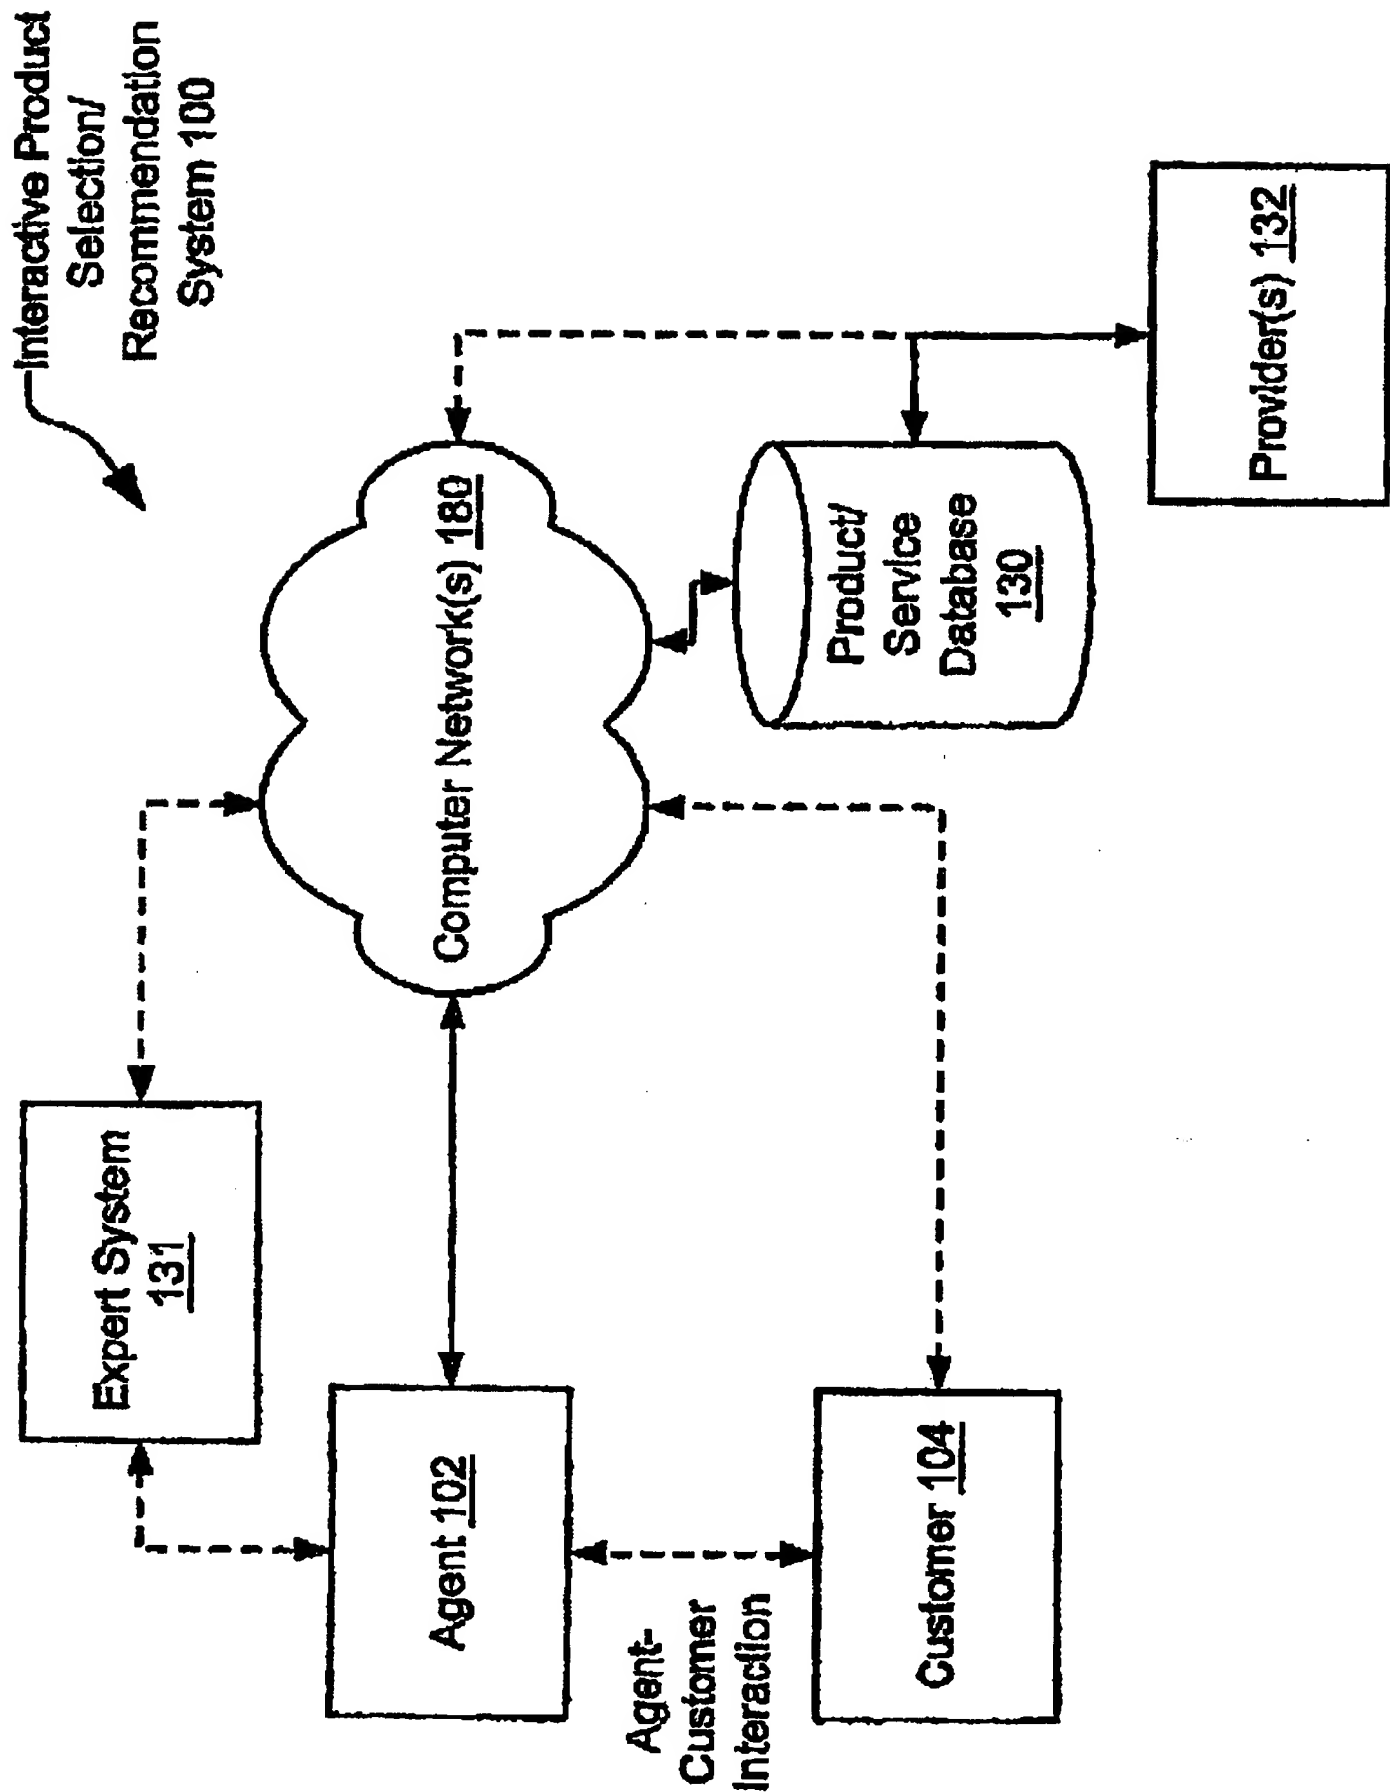 Interactive Product
Selection/
Recommendation
System 100
Expert System
131
Agent 102
Computer Network(s) 180
Agent-
Customer
Interaction
Product/
Service
Database
130
Customer 104
Provider(s) 132